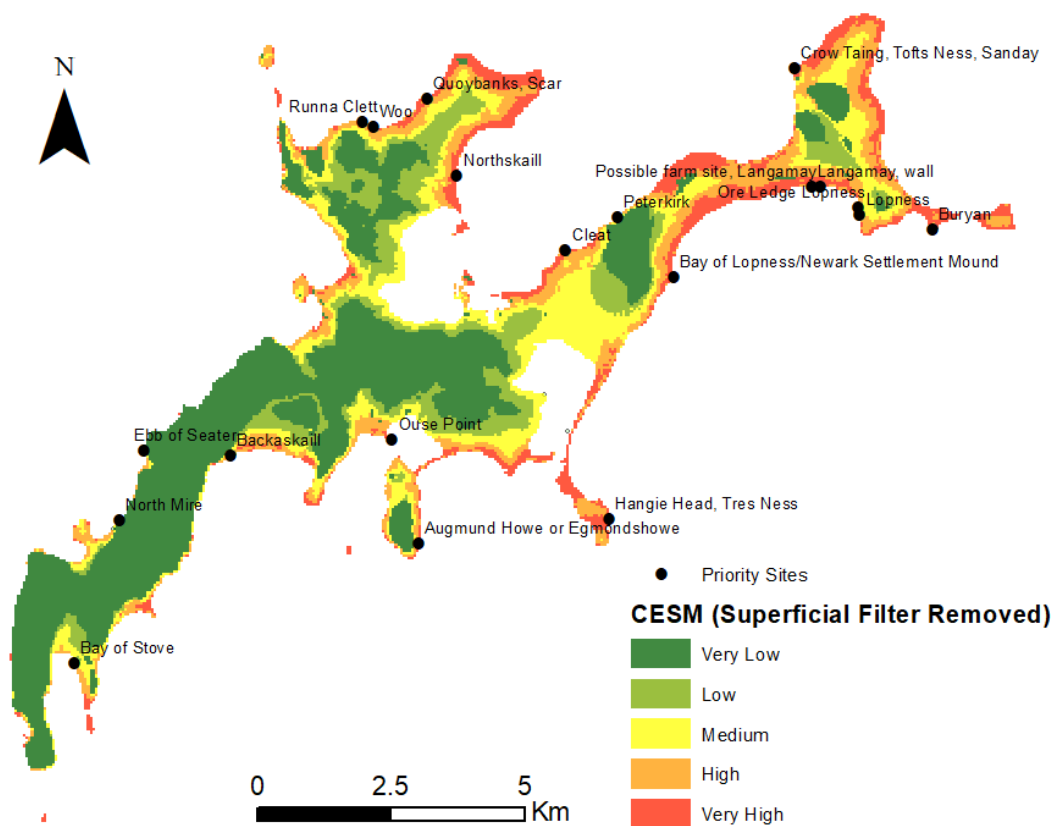 N
Crow Taing, Tofts Ness, Sanday
Quoybanks, Scar
Runna Clett
Woo
Northskaill
Possible farm site, Langamay
Langamay, wall
Ore Ledge Lopness
Lopness
Peterkirk
Buryan
Cleat
Bay of Lopness/Newark Settlement Mound
Ouse Point
Ebb of Seater
Backaskaill
North Mire
Hangie Head, Tres Ness
Augmund Howe or Egmondshowe
Bay of Stove
Priority Sites
CESM (Superficial Filter Removed)
Very Low
Low
Medium
High
Very High
0 2.5 5
Km